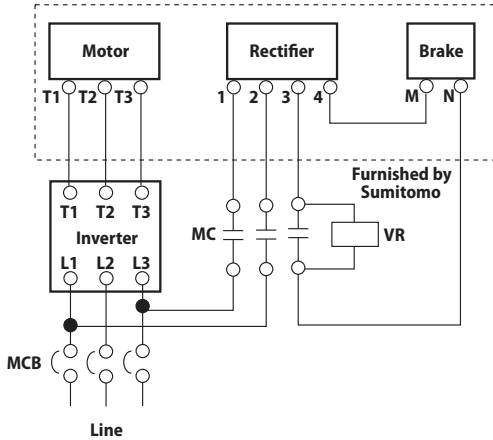 Motor
Rectifier
Brake
T1 T2 T3
1 2 3 4
M N
Furnished by
Sumitomo
T1 T2 T3
Inverter
L1 L2 L3
MC
VR
MCB
Line